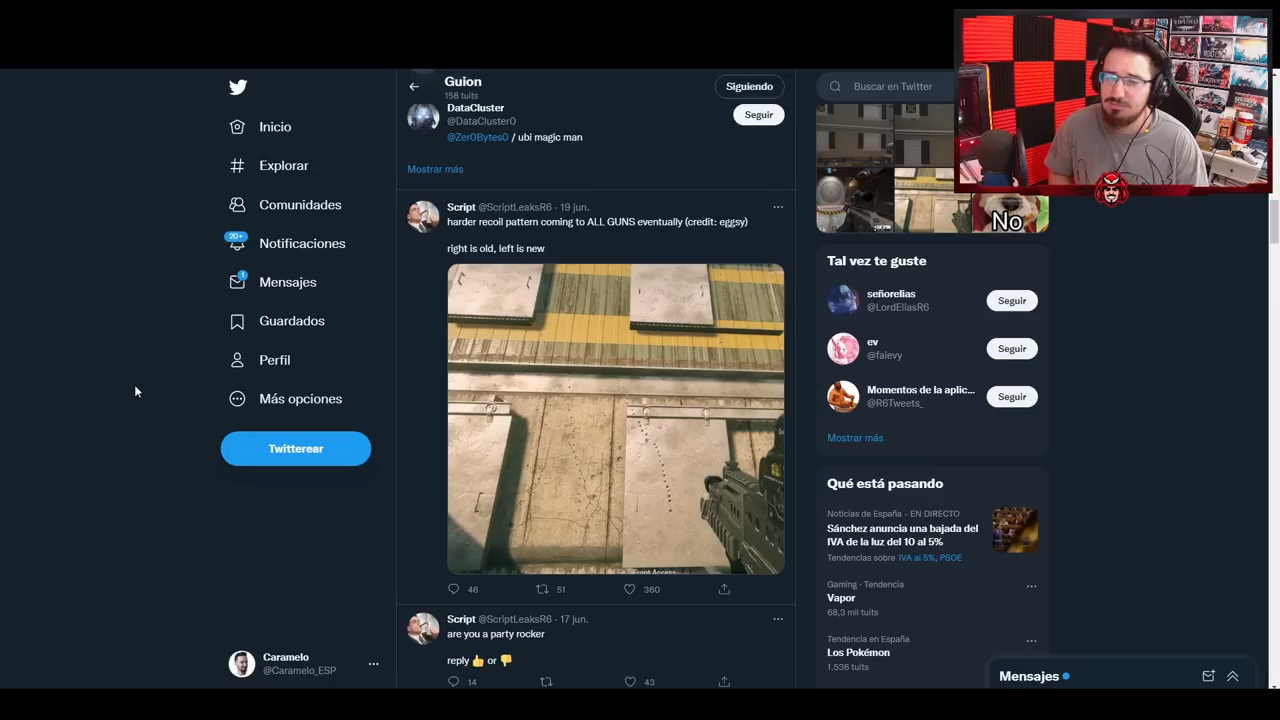 Inicio
Explorar
Comunidades
20+
Notificaciones
1
Mensajes
Guardados
Perfil
Más opciones
Twitterear
Caramelo
@Caramelo_ESP
Guion
158 tuits
Siguiendo
DataCluster
@DataCluster0
Seguir
@Zer0Bytes0 / ubi magic man
Mostrar más
Script @ScriptLeaksR6 · 19 jun.
harder recoil pattern coming to ALL GUNS eventually (credit: eggsy)
right is old, left is new
Front Access
46 51 360
Script @ScriptLeaksR6 · 17 jun.
are you a party rocker
reply 👍 or 👎
14 43
Buscar en Twitter
No
Tal vez te guste
señorelias
@LordEliasR6
Seguir
ev
@faievy
Seguir
Momentos de la aplic...
@R6Tweets_
Seguir
Mostrar más
Qué está pasando
Noticias de España · EN DIRECTO
Sánchez anuncia una bajada del
IVA de la luz del 10 al 5%
Tendencias sobre IVA al 5%, PSOE
Gaming · Tendencia
Vapor
68,3 mil tuits
Tendencia en España
Los Pokémon
1.536 tuits
Mensajes